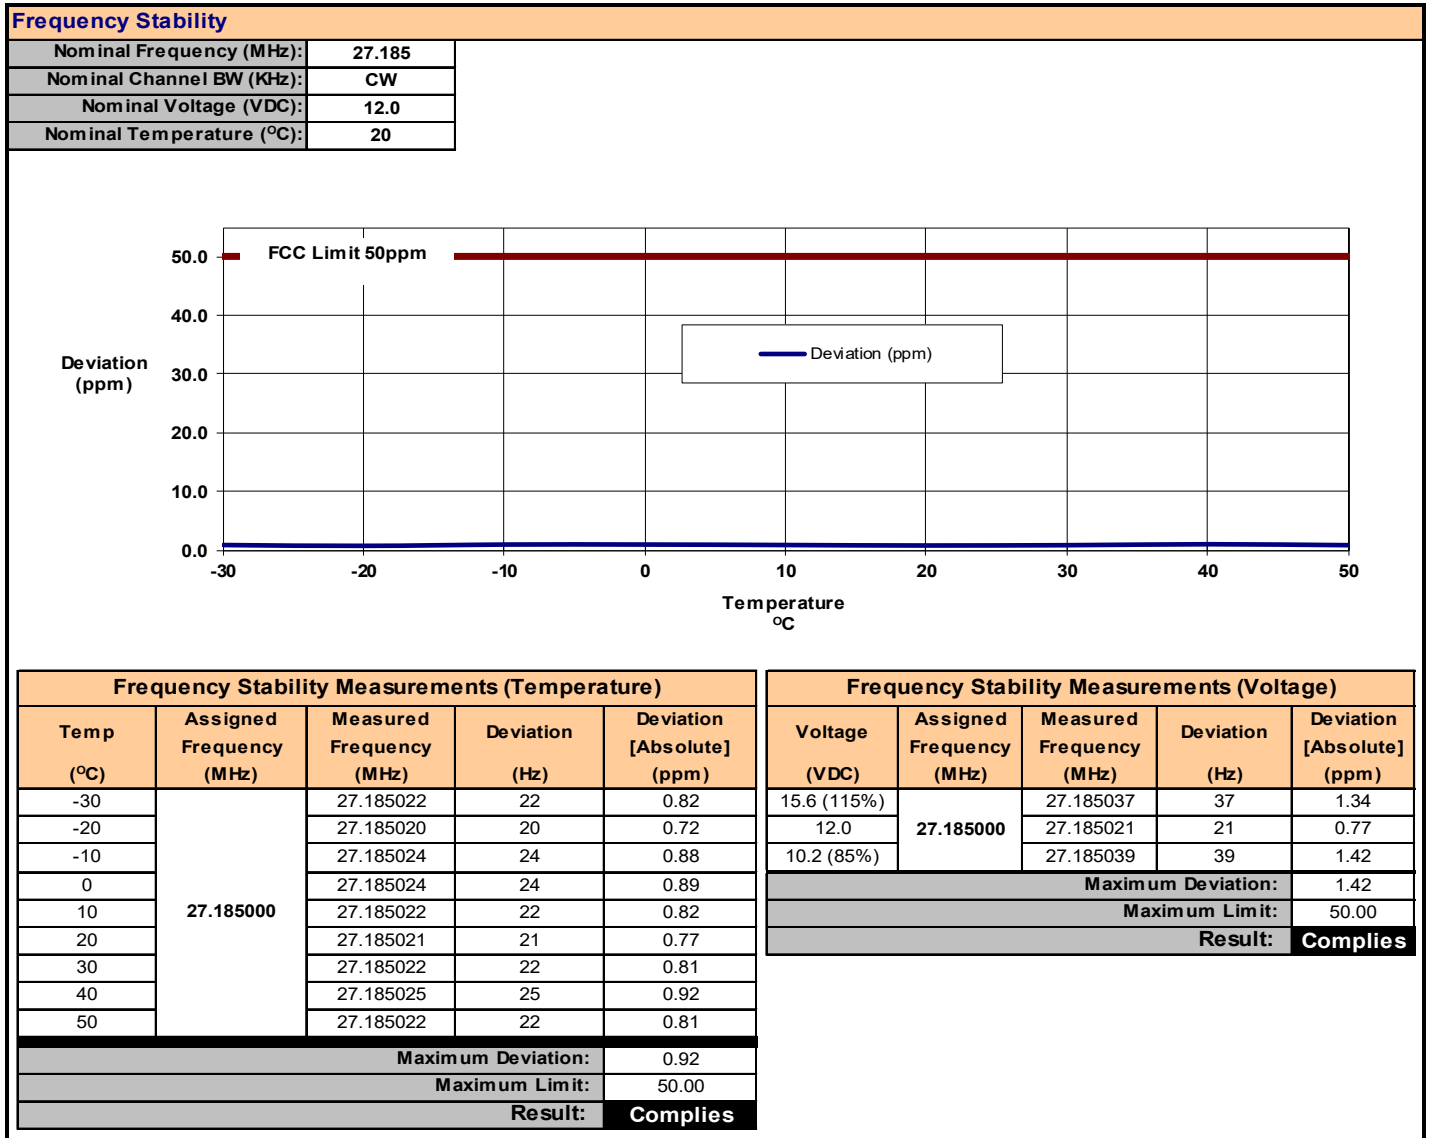 Frequency Stability
Nominal Frequency (MHz): 27.185
Nominal Channel BW (KHz): CW
Nominal Voltage (VDC): 12.0
Nominal Temperature (ᴼC): 20
FCC Limit 50ppm
50.0
40.0
30.0
20.0
10.0
0.0
Deviation
(ppm)
Deviation (ppm)
-30 -20 -10 0 10 20 30 40 50
Temperature
ᴼC
Frequency Stability Measurements (Temperature)
Temp (ᴼC) Assigned Frequency (MHz) Measured Frequency (MHz) Deviation (Hz) Deviation [Absolute] (ppm)
-30 27.185022 22 0.82
-20 27.185020 20 0.72
-10 27.185024 24 0.88
0 27.185024 24 0.89
10 27.185000 27.185022 22 0.82
20 27.185021 21 0.77
30 27.185022 22 0.81
40 27.185025 25 0.92
50 27.185022 22 0.81
Maximum Deviation: 0.92
Maximum Limit: 50.00
Result: Complies
Frequency Stability Measurements (Voltage)
Voltage (VDC) Assigned Frequency (MHz) Measured Frequency (MHz) Deviation (Hz) Deviation [Absolute] (ppm)
15.6 (115%) 27.185037 37 1.34
12.0 27.185000 27.185021 21 0.77
10.2 (85%) 27.185039 39 1.42
Maximum Deviation: 1.42
Maximum Limit: 50.00
Result: Complies